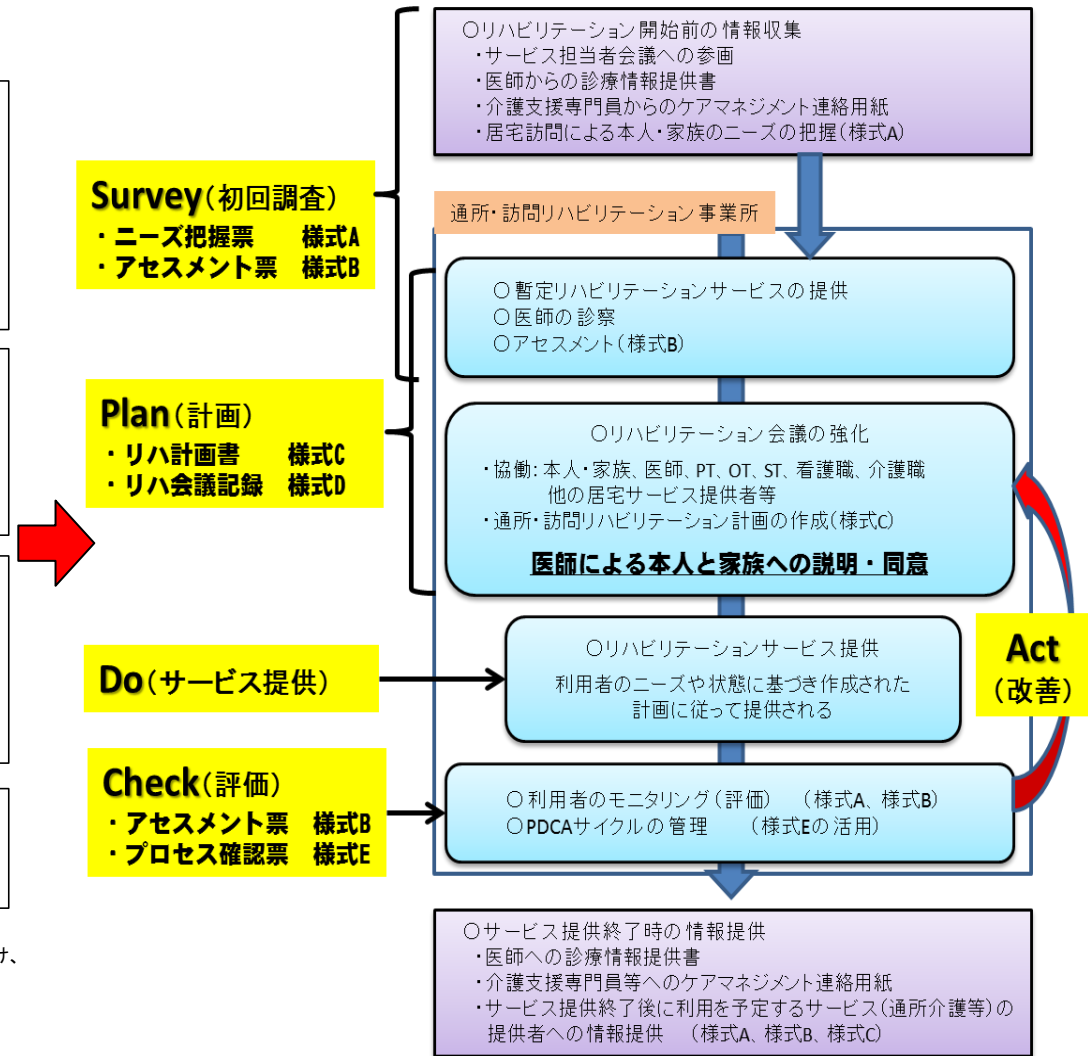 ○リハビリテーション開始前の情報収集
・サービス担当者会議への参画
・医師からの診療情報提供書
・介護支援専門員からのケアマネジメント連絡用紙
・居宅訪問による本人・家族のニーズの把握(様式A)
Survey(初回調査)
・ニーズ把握票 様式A
・アセスメント票 様式B
通所・訪問リハビリテーション事業所
○暫定リハビリテーションサービスの提供
○医師の診察
○アセスメント(様式B)
Plan(計画)
・リハ計画書 様式C
・リハ会議記録 様式D
○リハビリテーション会議の強化
・協働:本人・家族、医師、PT、OT、ST、看護職、介護職
他の居宅サービス提供者等
・通所・訪問リハビリテーション計画の作成(様式C)
医師による本人と家族への説明・同意
Do(サービス提供)
○リハビリテーションサービス提供
利用者のニーズや状態に基づき作成された
計画に従って提供される
Act
(改善)
Check(評価)
・アセスメント票 様式B
・プロセス確認票 様式E
○利用者のモニタリング(評価) (様式A、様式B)
○PDCAサイクルの管理 (様式Eの活用)
○サービス提供終了時の情報提供
・医師への診療情報提供書
・介護支援専門員等へのケアマネジメント連絡用紙
・サービス提供終了後に利用を予定するサービス(通所介護等)の
提供者への情報提供 (様式A、様式B、様式C)